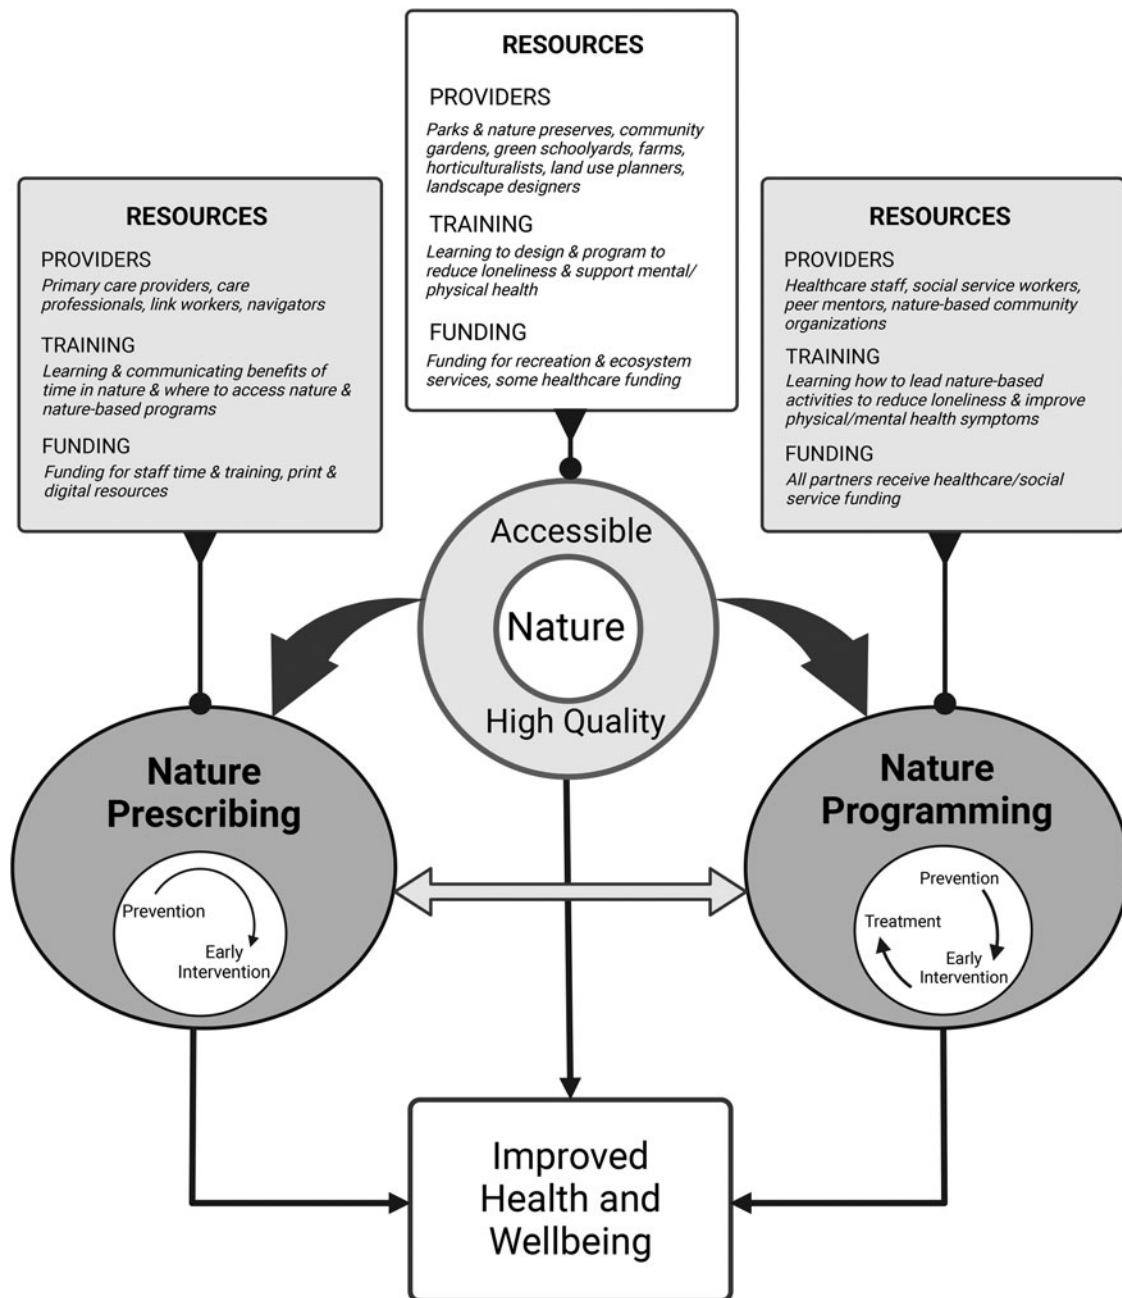 RESOURCES
PROVIDERS
Parks & nature preserves, community
gardens, green schoolyards, farms,
horticulturalists, land use planners,
landscape designers
TRAINING
Learning to design & program to
reduce loneliness & support mental/
physical health
FUNDING
Funding for recreation & ecosystem
services, some healthcare funding
RESOURCES
PROVIDERS
Primary care providers, care
professionals, link workers, navigators
TRAINING
Learning & communicating benefits of
time in nature & where to access nature &
nature-based programs
FUNDING
Funding for staff time & training, print &
digital resources
RESOURCES
PROVIDERS
Healthcare staff, social service workers,
peer mentors, nature-based community
organizations
TRAINING
Learning how to lead nature-based
activities to reduce loneliness & improve
physical/mental health symptoms
FUNDING
All partners receive healthcare/social
service funding
Accessible
Nature
High Quality
Nature
Prescribing
Prevention
Early
Intervention
Nature
Programming
Prevention
Treatment
Early
Intervention
Improved
Health and
Wellbeing